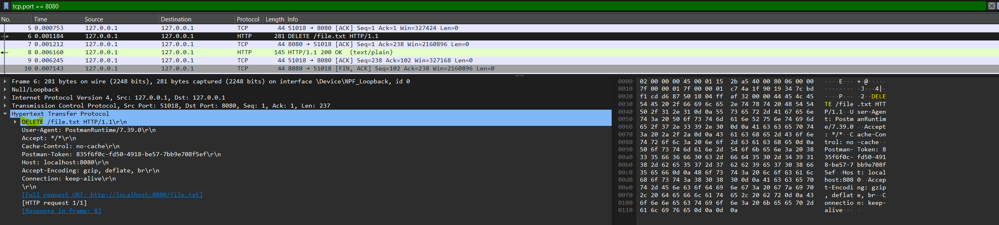 tcp.port == 8080
No. Time Source Destination Protocol Length Info
5 0.000753 127.0.0.1 127.0.0.1 TCP 44 51018 → 8080 [ACK] Seq=1 Ack=1 Win=327424 Len=0
6 0.001184 127.0.0.1 127.0.0.1 HTTP 281 DELETE /file.txt HTTP/1.1
7 0.001212 127.0.0.1 127.0.0.1 TCP 44 8080 → 51018 [ACK] Seq=1 Ack=238 Win=2160896 Len=0
8 0.006160 127.0.0.1 127.0.0.1 HTTP 145 HTTP/1.1 200 OK (text/plain)
9 0.006245 127.0.0.1 127.0.0.1 TCP 44 51018 → 8080 [ACK] Seq=238 Ack=102 Win=327168 Len=0
10 0.007143 127.0.0.1 127.0.0.1 TCP 44 8080 → 51018 [FIN, ACK] Seq=102 Ack=238 Win=2160896 Len=0
Frame 6: 281 bytes on wire (2248 bits), 281 bytes captured (2248 bits) on interface \Device\NPF_Loopback, id 0
Null/Loopback
Internet Protocol Version 4, Src: 127.0.0.1, Dst: 127.0.0.1
Transmission Control Protocol, Src Port: 51018, Dst Port: 8080, Seq: 1, Ack: 1, Len: 237
Hypertext Transfer Protocol
DELETE /file.txt HTTP/1.1\r\n
User-Agent: PostmanRuntime/7.39.0\r\n
Accept: */*\r\n
Cache-Control: no-cache\r\n
Postman-Token: 835f6f0c-fd50-4918-be57-7bb9e708f5ef\r\n
Host: localhost:8080\r\n
Accept-Encoding: gzip, deflate, br\r\n
Connection: keep-alive\r\n
\r\n
[Full request URI: http://localhost:8080/file.txt]
[HTTP request 1/1]
[Response in frame: 8]
0000 02 00 00 00 45 00 01 15 2b a5 40 00 80 06 00 00 ····E··· +·@·····
0010 7f 00 00 01 7f 00 00 01 c7 4a 1f 90 19 34 7c bd ········ ·J···4|·
0020 f1 cd d6 87 50 18 04 ff af 32 00 00 44 45 4c 45 ····P··· ·2··DELE
0030 54 45 20 2f 66 69 6c 65 2e 74 78 74 20 48 54 54 TE /file .txt HTT
0040 50 2f 31 2e 31 0d 0a 55 73 65 72 2d 41 67 65 6e P/1.1··U ser-Agen
0050 74 3a 20 50 6f 73 74 6d 61 6e 52 75 6e 74 69 6d t: Postm anRuntim
0060 65 2f 37 2e 33 39 2e 30 0d 0a 41 63 63 65 70 74 e/7.39.0 ··Accept
0070 3a 20 2a 2f 2a 0d 0a 43 61 63 68 65 2d 43 6f 6e : */*··C ache-Con
0080 74 72 6f 6c 3a 20 6e 6f 2d 63 61 63 68 65 0d 0a trol: no -cache··
0090 50 6f 73 74 6d 61 6e 2d 54 6f 6b 65 6e 3a 20 38 Postman- Token: 8
00a0 33 35 66 36 66 30 63 2d 66 64 35 30 2d 34 39 31 35f6f0c- fd50-491
00b0 38 2d 62 65 35 37 2d 37 62 62 39 65 37 30 38 66 8-be57-7 bb9e708f
00c0 35 65 66 0d 0a 48 6f 73 74 3a 20 6c 6f 63 61 6c 5ef··Hos t: local
00d0 68 6f 73 74 3a 38 30 38 30 0d 0a 41 63 63 65 70 host:808 0··Accep
00e0 74 2d 45 6e 63 6f 64 69 6e 67 3a 20 67 7a 69 70 t-Encodi ng: gzip
00f0 2c 20 64 65 66 6c 61 74 65 2c 20 62 72 0d 0a 43 , deflat e, br··C
0100 6f 6e 6e 65 63 74 69 6f 6e 3a 20 6b 65 65 70 2d onnectio n: keep-
0110 61 6c 69 76 65 0d 0a 0d 0a alive··· ·